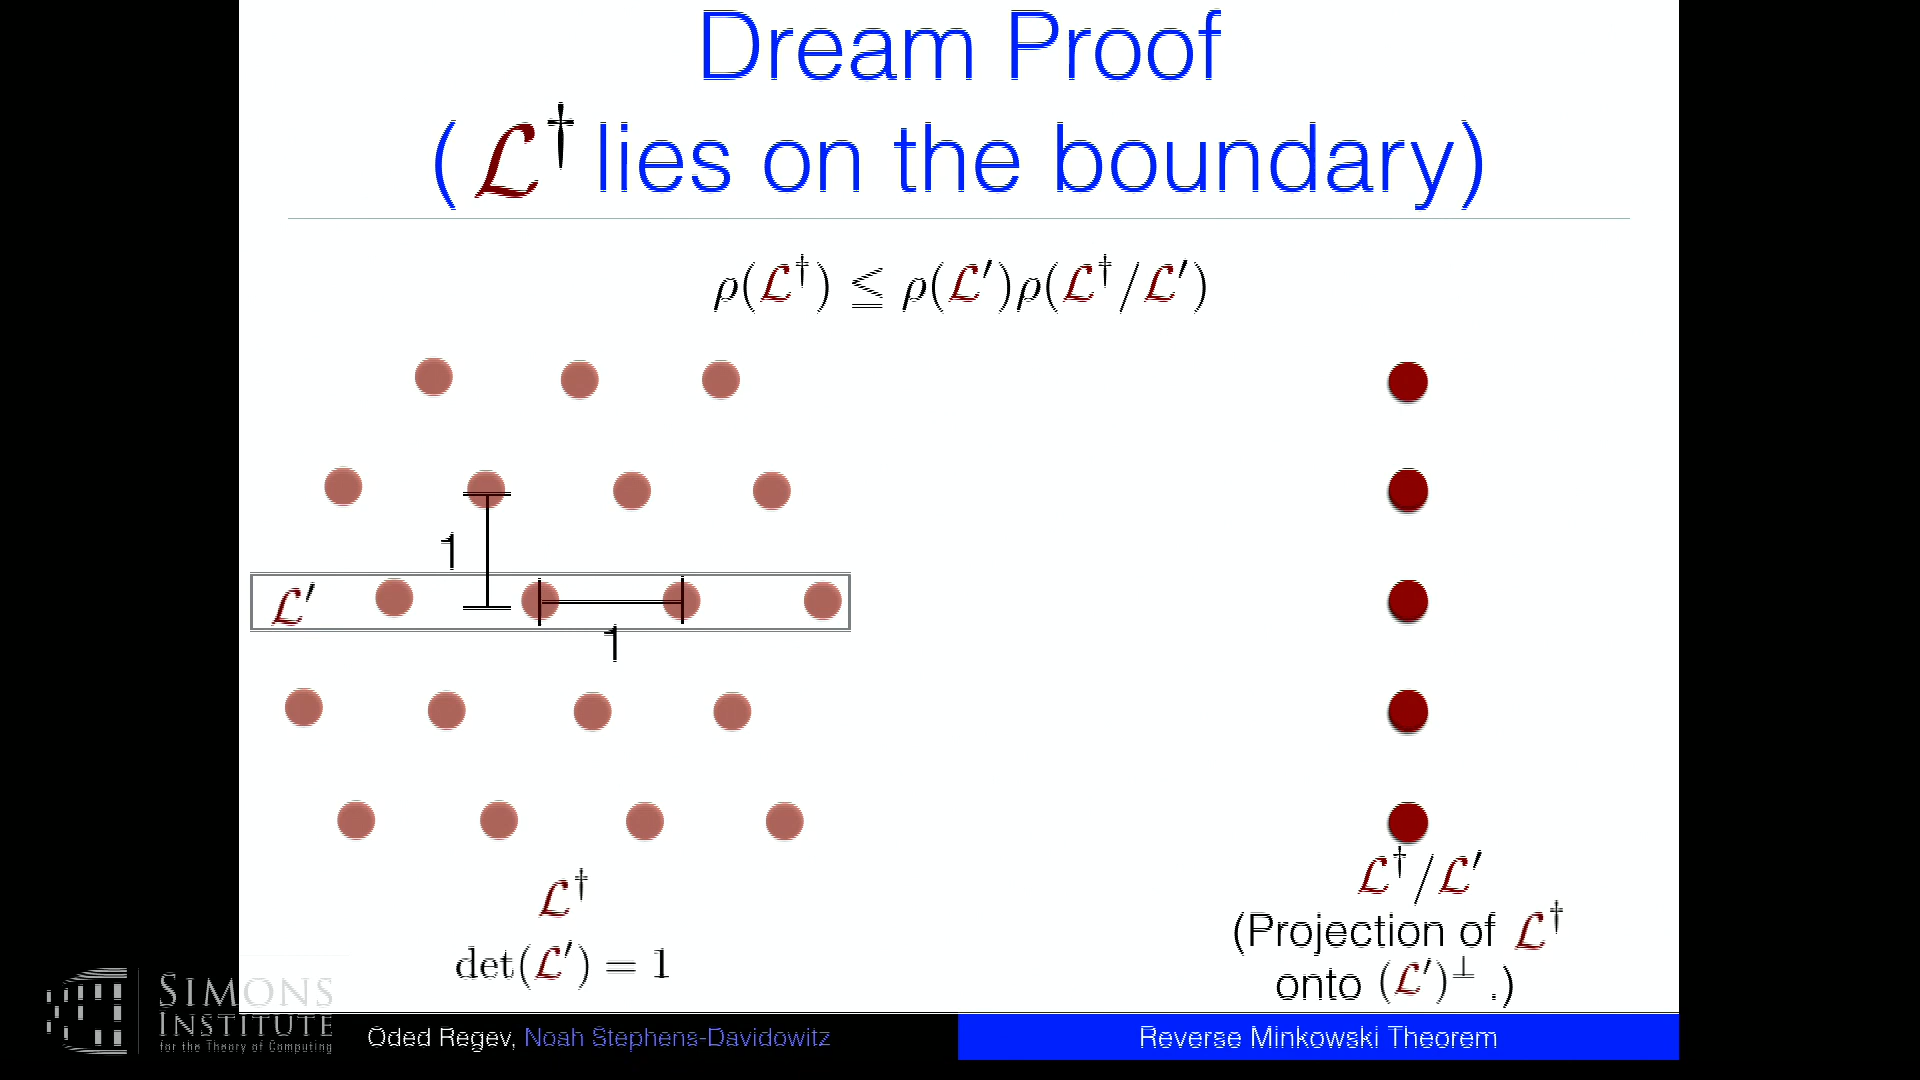 Dream Proof
(ℒ† lies on the boundary)
ρ(ℒ†) ≤ ρ(ℒ′)ρ(ℒ†/ℒ′)
1
ℒ′
1
ℒ†
det(ℒ′) = 1
ℒ†/ℒ′
(Projection of ℒ†
onto (ℒ′)⊥ .)
SIMONS
INSTITUTE
for the Theory of Computing
Oded Regev, Noah Stephens-Davidowitz
Reverse Minkowski Theorem